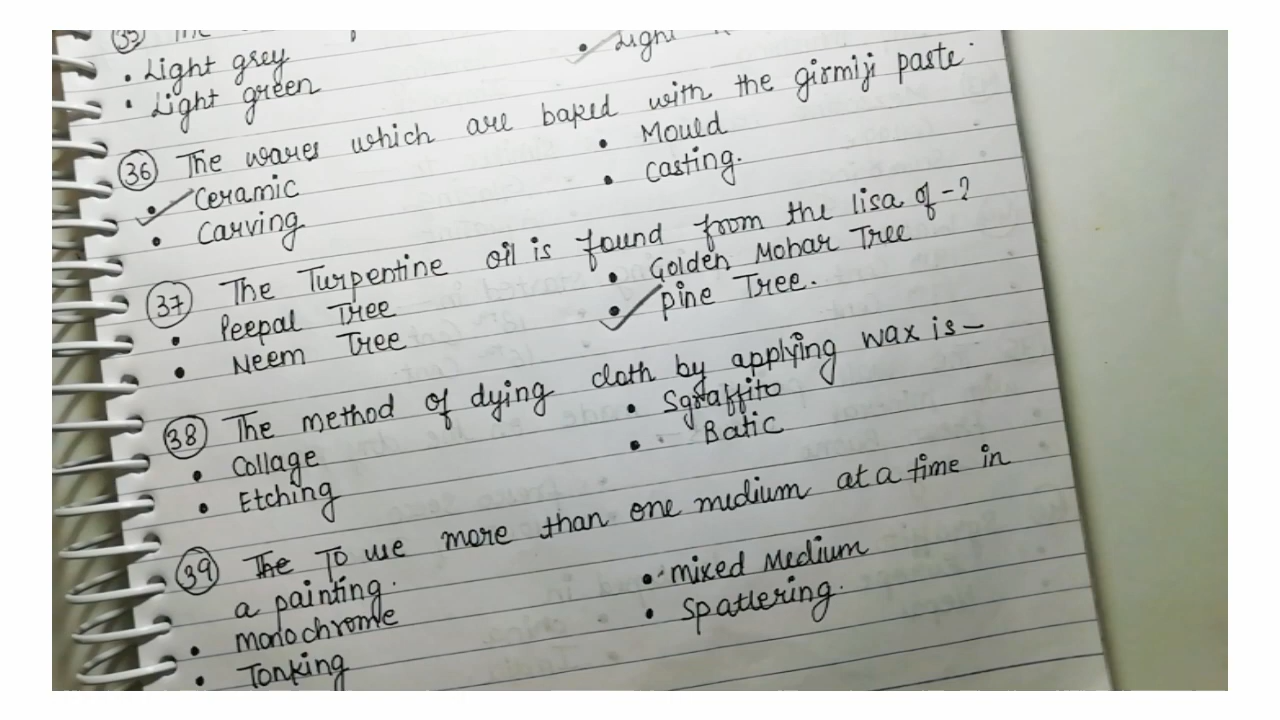 (35) The
• Light grey
• Light
• Light green
(36) The wares which are baked with the girmiji paste.
• Ceramic
• Mould
• Carving
• Casting.
(37) The Turpentine oil is found from the lisa of -?
• Peepal Tree
• Golden Mohar Tree
• Neem Tree
• Pine Tree.
(38) The method of dying cloth by applying wax is –
• Collage
• Sgraffito
• Etching
• Batic
(39) The To use more than one medium at a time in
a painting.
• monochrome
• mixed Medium
• Tonking
• Spattering.